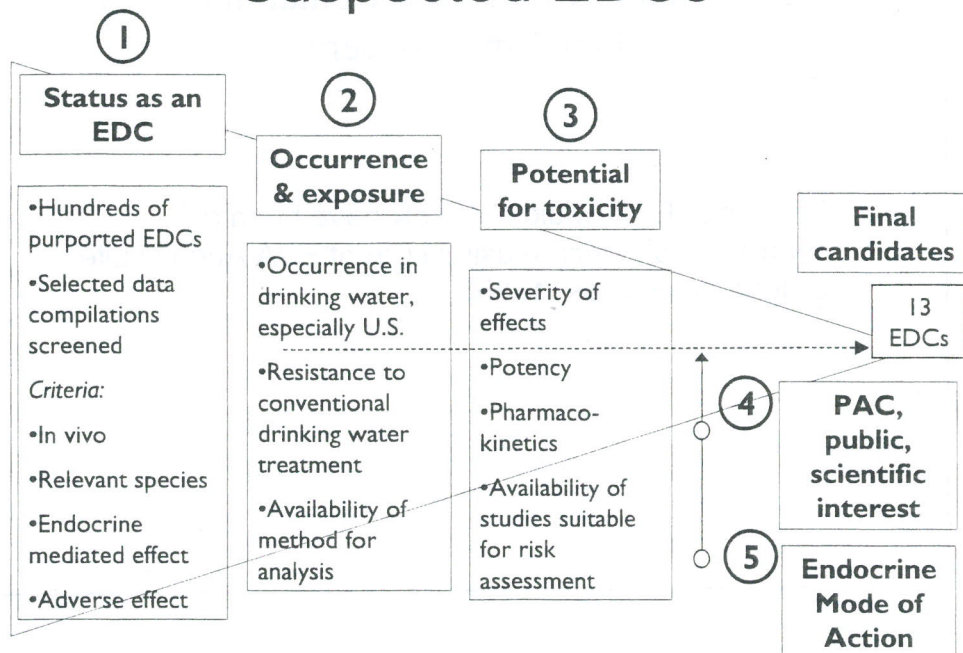 Suspected EDCs
1
Status as an
EDC
•Hundreds of
purported EDCs
•Selected data
compilations
screened
Criteria:
•In vivo
•Relevant species
•Endocrine
mediated effect
•Adverse effect
2
Occurrence
& exposure
•Occurrence in
drinking water,
especially U.S.
•Resistance to
conventional
drinking water
treatment
•Availability of
method for
analysis
3
Potential
for toxicity
•Severity of
effects
•Potency
•Pharmaco-
kinetics
•Availability of
studies suitable
for risk
assessment
Final
candidates
13
EDCs
4
PAC,
public,
scientific
interest
5
Endocrine
Mode of
Action